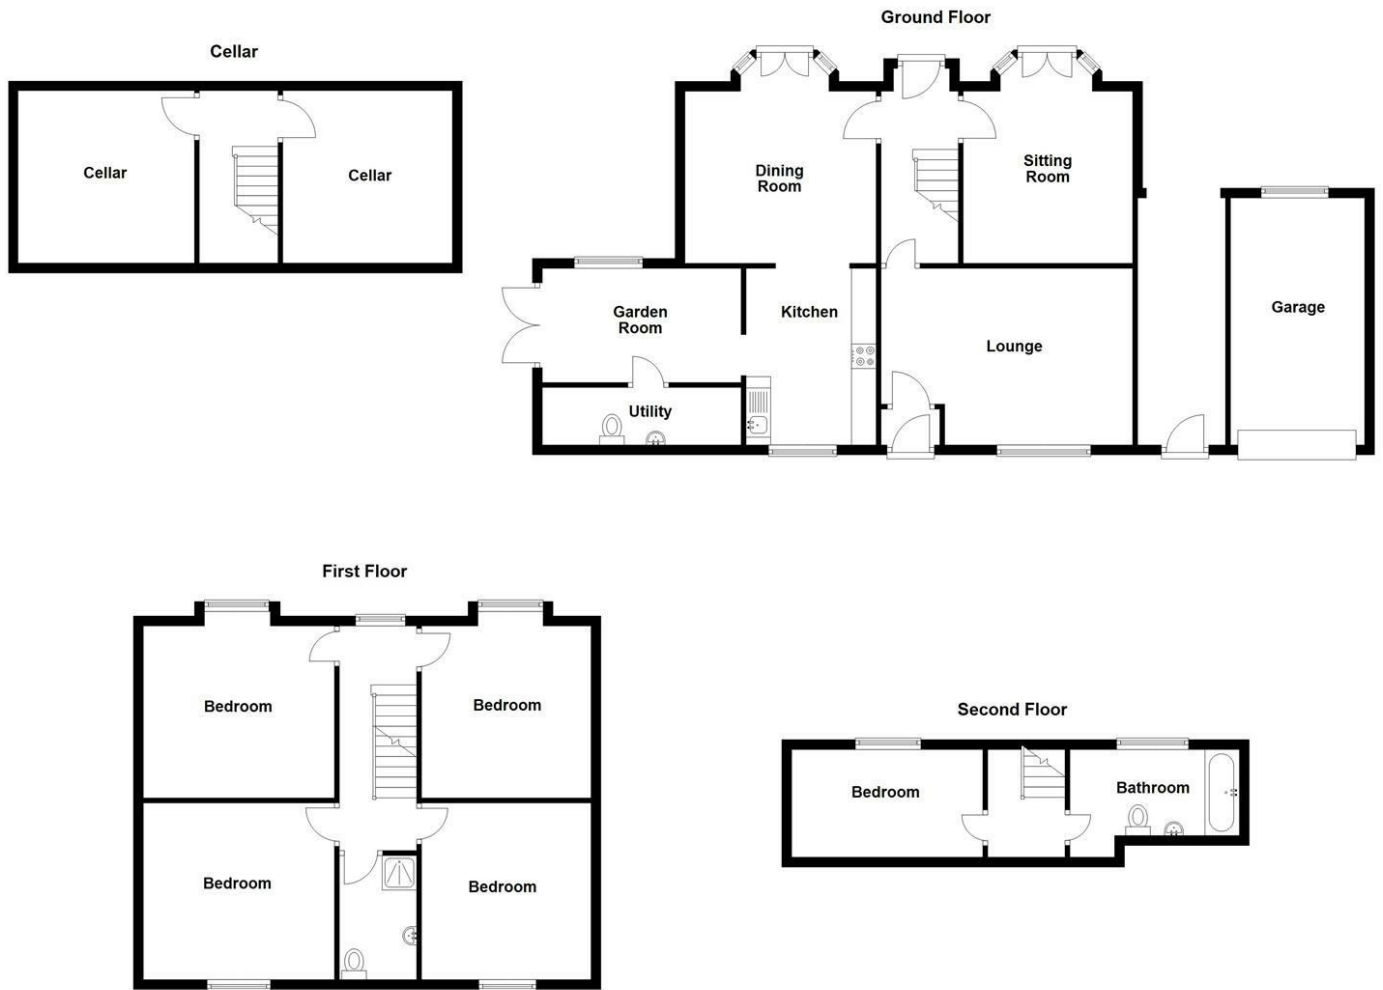 Cellar
Cellar
Cellar
Ground Floor
Dining
Room
Sitting
Room
Garden
Room
Kitchen
Lounge
Utility
Garage
First Floor
Bedroom
Bedroom
Bedroom
Bedroom
Second Floor
Bedroom
Bathroom